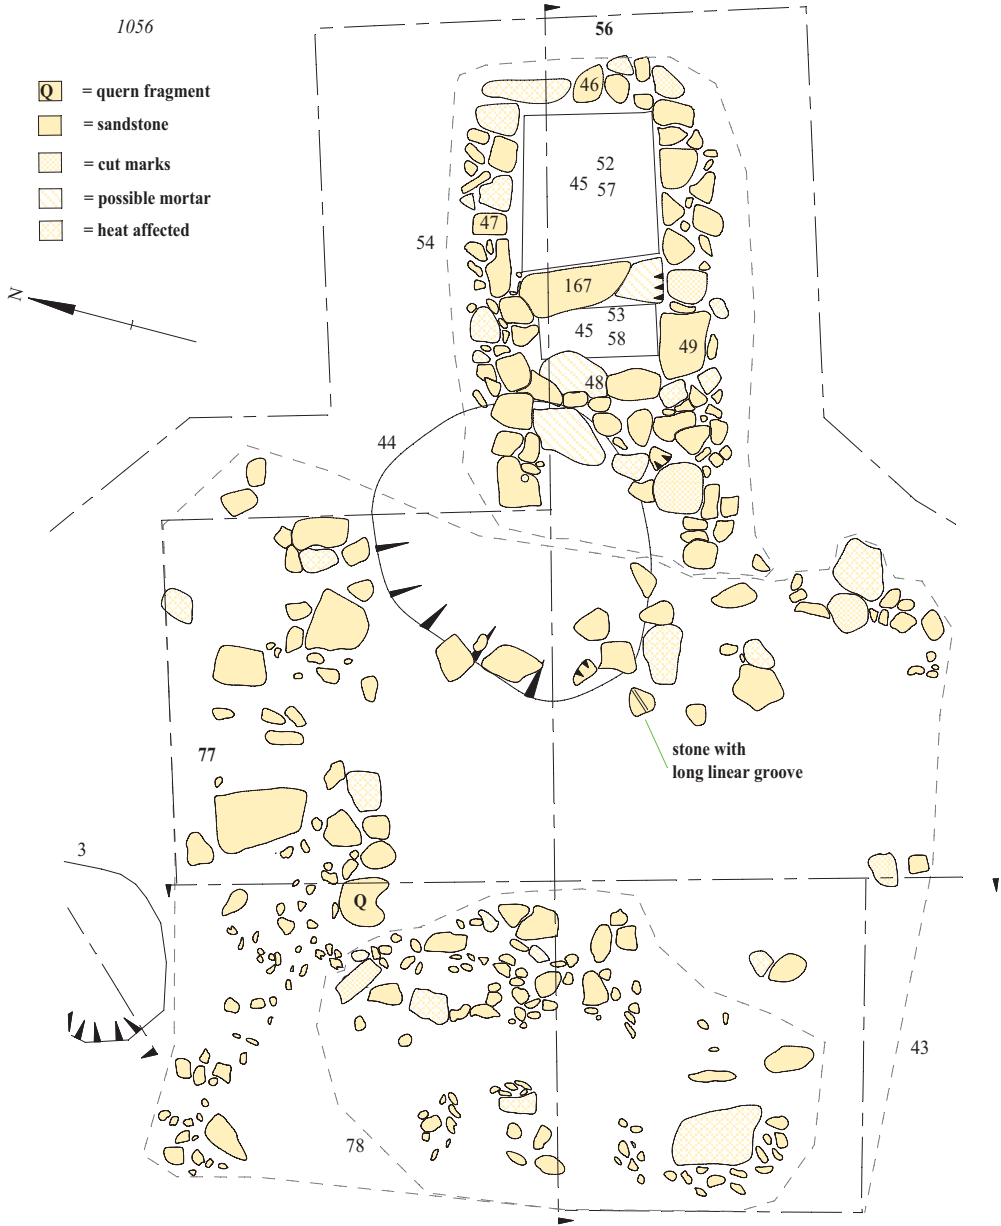 1056
56
Q = quern fragment
= sandstone
= cut marks
= possible mortar
= heat affected
N
46
52
45 57
47
54
167
53
45 58
49
48
44
77
stone with
long linear groove
3
Q
43
78